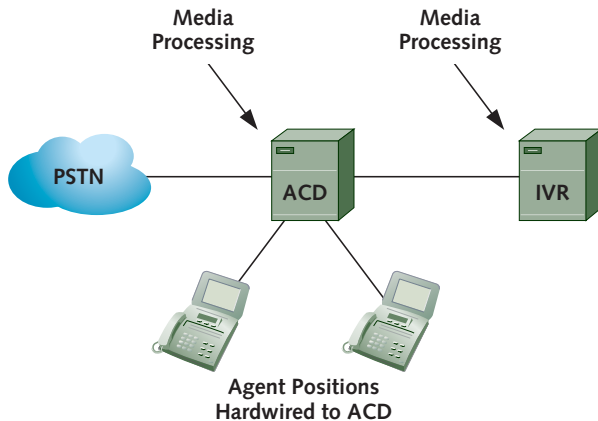 Media
Processing
Media
Processing
PSTN
ACD
IVR
Agent Positions
Hardwired to ACD